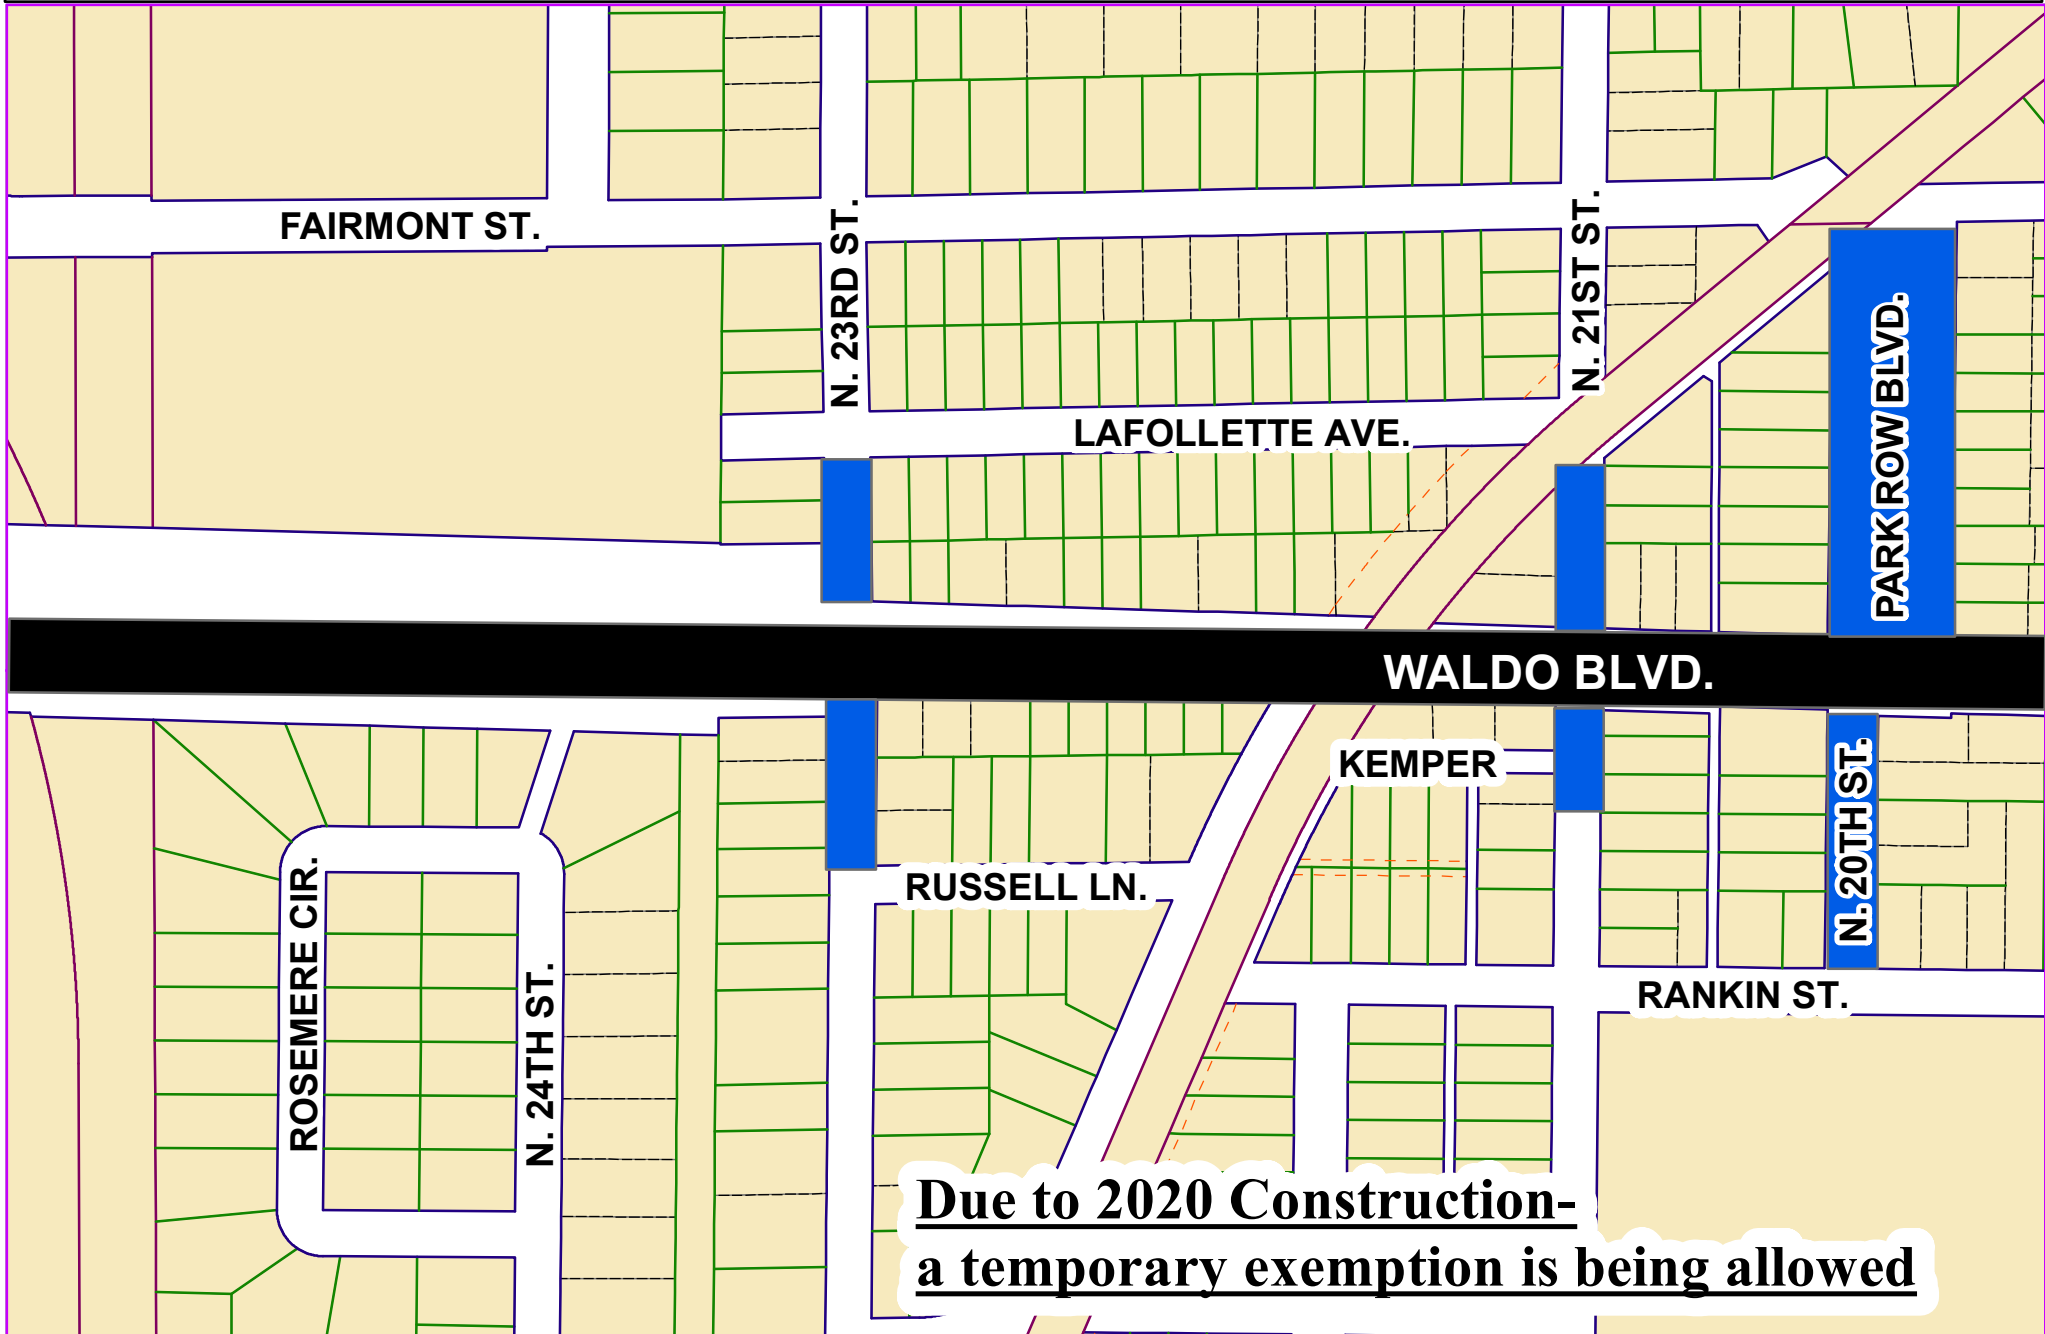 FAIRMONT ST.
N. 23RD ST.
N. 21ST ST.
PARK ROW BLVD.
LAFOLLETTE AVE.
WALDO BLVD.
KEMPER
N. 20TH ST.
RUSSELL LN.
ROSEMERE CIR.
N. 24TH ST.
RANKIN ST.
Due to 2020 Construction-
a temporary exemption is being allowed